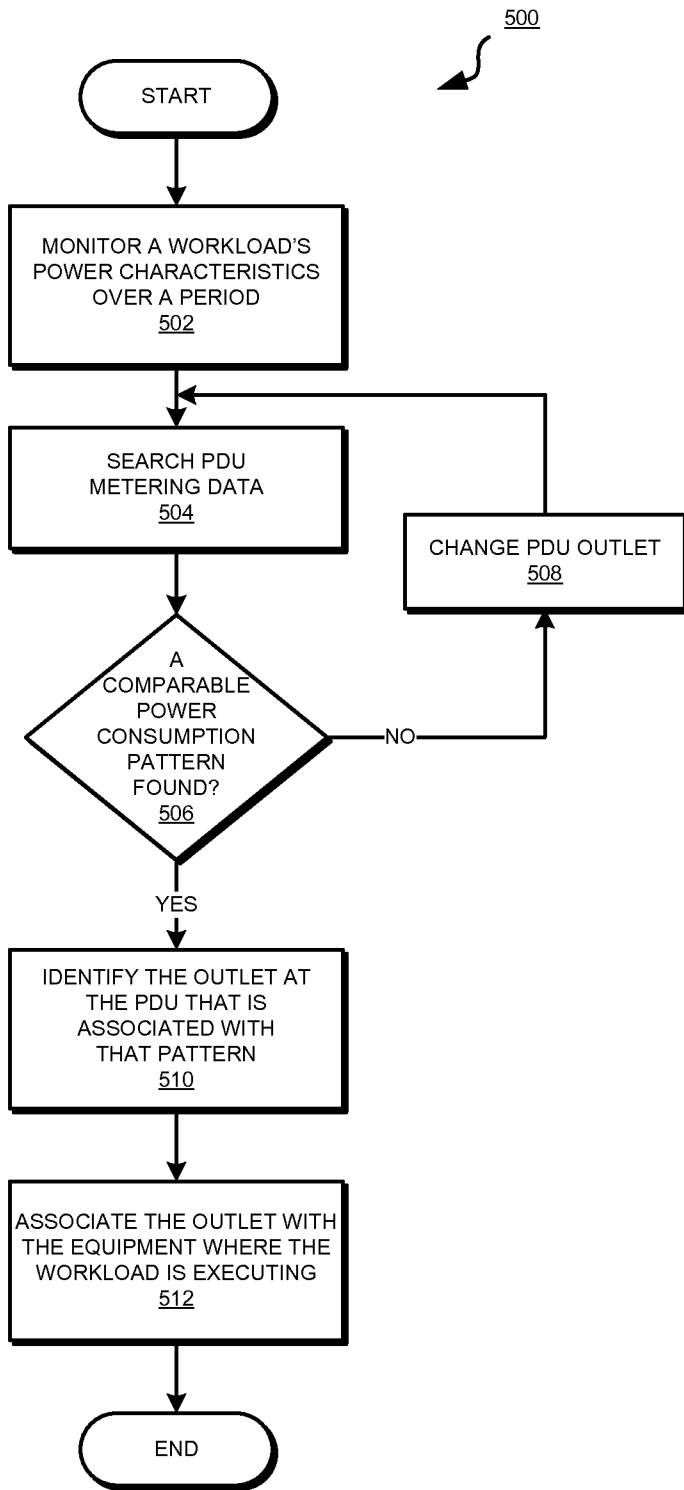 500
START
MONITOR A WORKLOAD'S
POWER CHARACTERISTICS
OVER A PERIOD
502
SEARCH PDU
METERING DATA
504
CHANGE PDU OUTLET
508
A
COMPARABLE
POWER
CONSUMPTION
PATTERN
FOUND?
506
NO
YES
IDENTIFY THE OUTLET AT
THE PDU THAT IS
ASSOCIATED WITH
THAT PATTERN
510
ASSOCIATE THE OUTLET WITH
THE EQUIPMENT WHERE THE
WORKLOAD IS EXECUTING
512
END